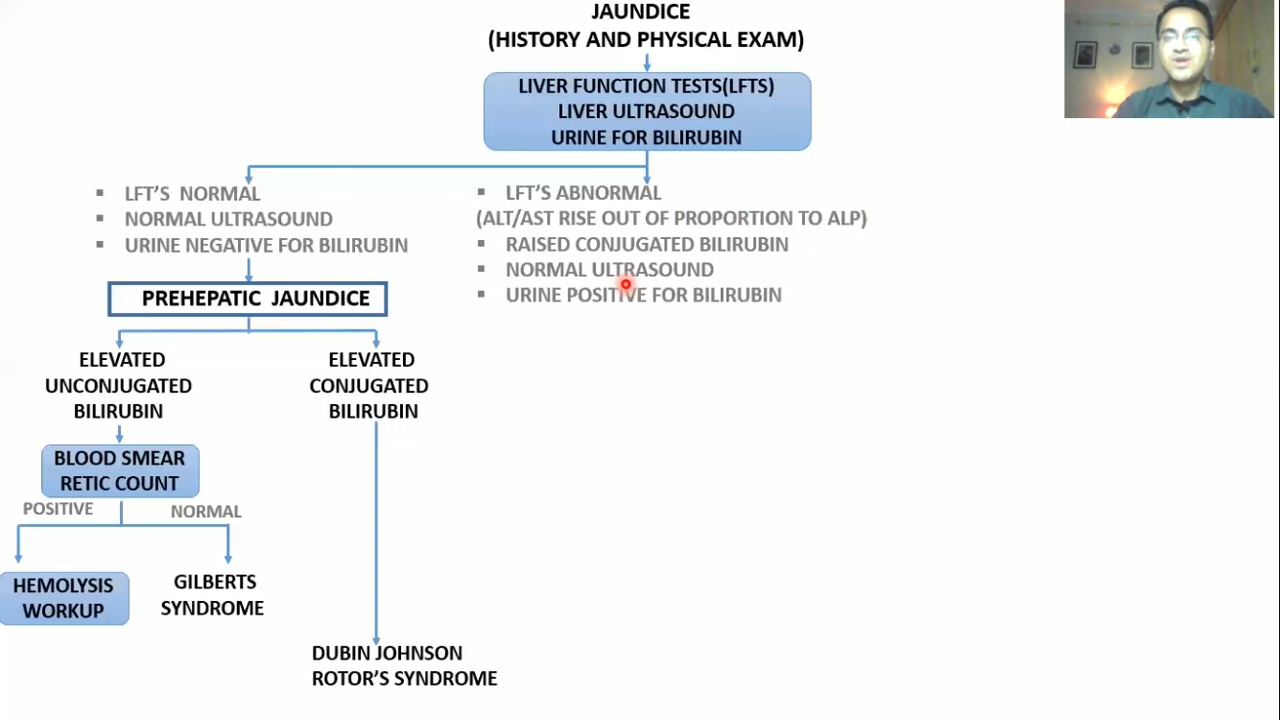 JAUNDICE
(HISTORY AND PHYSICAL EXAM)
LIVER FUNCTION TESTS(LFTS)
LIVER ULTRASOUND
URINE FOR BILIRUBIN
▪ LFT'S NORMAL
▪ NORMAL ULTRASOUND
▪ URINE NEGATIVE FOR BILIRUBIN
▪ LFT'S ABNORMAL
(ALT/AST RISE OUT OF PROPORTION TO ALP)
▪ RAISED CONJUGATED BILIRUBIN
▪ NORMAL ULTRASOUND
▪ URINE POSITIVE FOR BILIRUBIN
PREHEPATIC JAUNDICE
ELEVATED
UNCONJUGATED
BILIRUBIN
ELEVATED
CONJUGATED
BILIRUBIN
BLOOD SMEAR
RETIC COUNT
POSITIVE
NORMAL
HEMOLYSIS
WORKUP
GILBERTS
SYNDROME
DUBIN JOHNSON
ROTOR'S SYNDROME